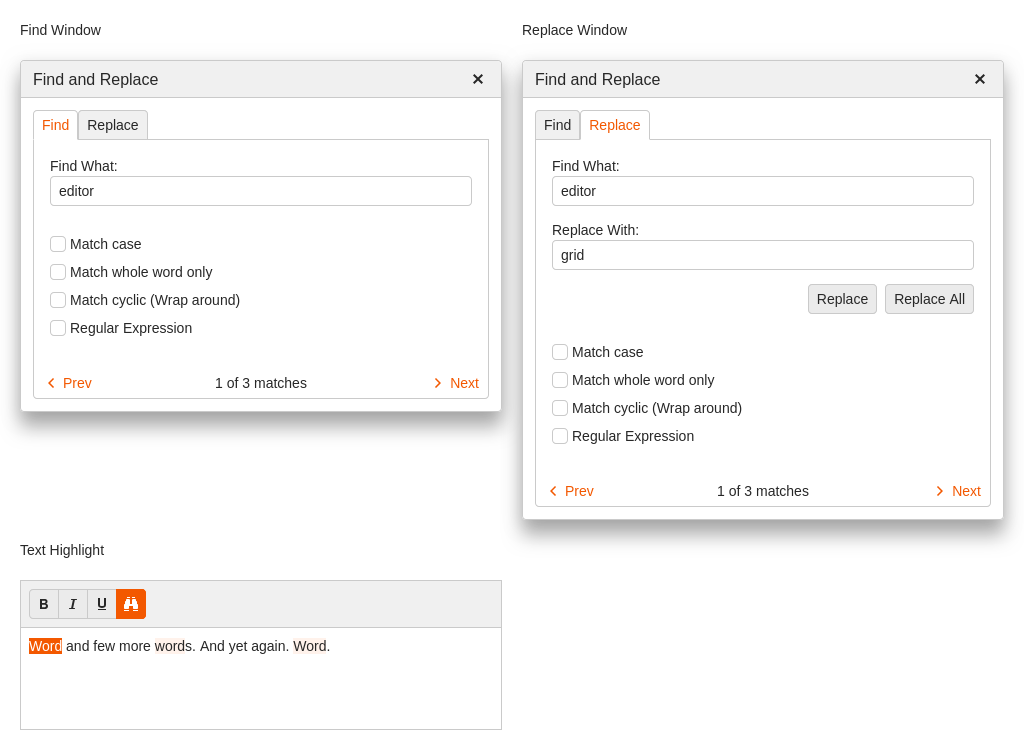 Find Window
Find and Replace
Find Replace
Find What:
editor
Match case
Match whole word only
Match cyclic (Wrap around)
Regular Expression
Prev 1 of 3 matches Next
Replace Window
Find and Replace
Find Replace
Find What:
editor
Replace With:
grid
Replace Replace All
Match case
Match whole word only
Match cyclic (Wrap around)
Regular Expression
Prev 1 of 3 matches Next
Text Highlight
B I U
Word and few more words. And yet again. Word.